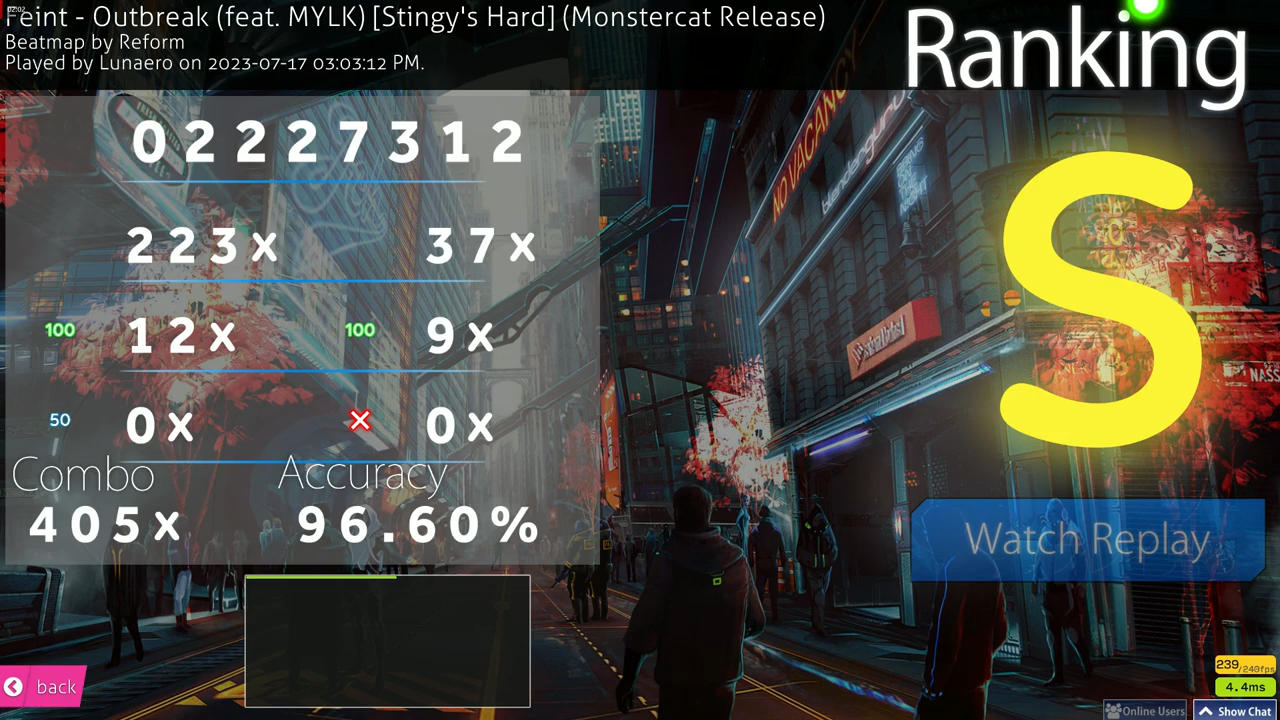 Feint - Outbreak (feat. MYLK) [Stingy's Hard] (Monstercat Release)
Beatmap by Reform
Played by Lunaero on 2023-07-17 03:03:12 PM.
Ranking
02227312
223x 37x
100 12x 100 9x
50 0x 0x
Combo Accuracy
405x 96.60%
NO VACANCY
S
Watch Replay
back
239/240fps
4.4ms
Online Users Show Chat